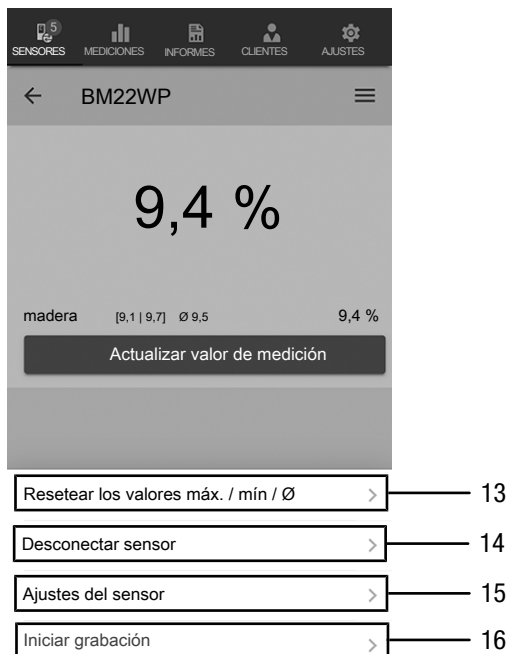 5
SENSORES MEDICIONES INFORMES CLIENTES AJUSTES
BM22WP
9,4 %
madera [9,1 | 9,7] Ø 9,5 9,4 %
Actualizar valor de medición
Resetear los valores máx. / mín / Ø 13
Desconectar sensor 14
Ajustes del sensor 15
Iniciar grabación 16